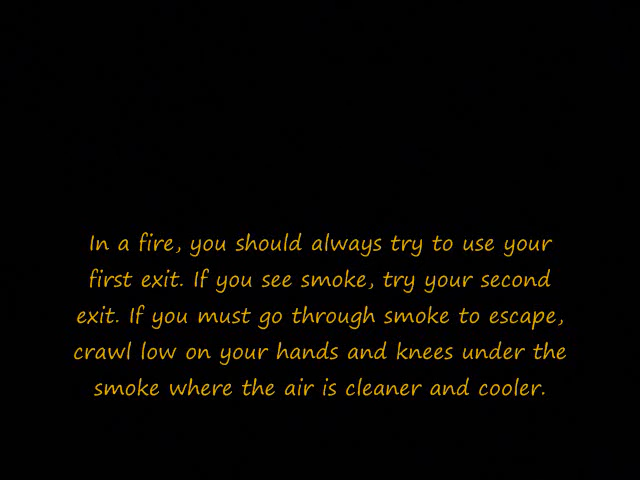 In a fire, you should always try to use your
first exit. If you see smoke, try your second
exit. If you must go through smoke to escape,
crawl low on your hands and knees under the
smoke where the air is cleaner and cooler.